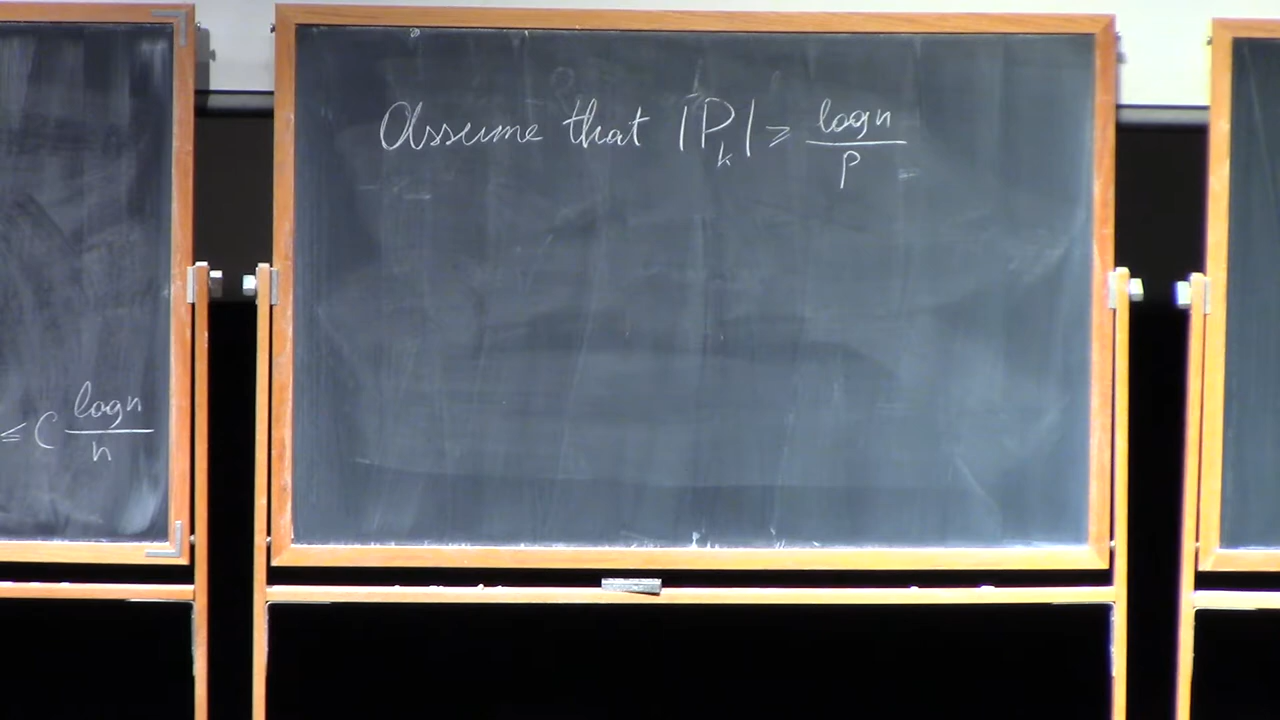 ≤ C log n / n
Assume that |P_k| ≥ log n / p